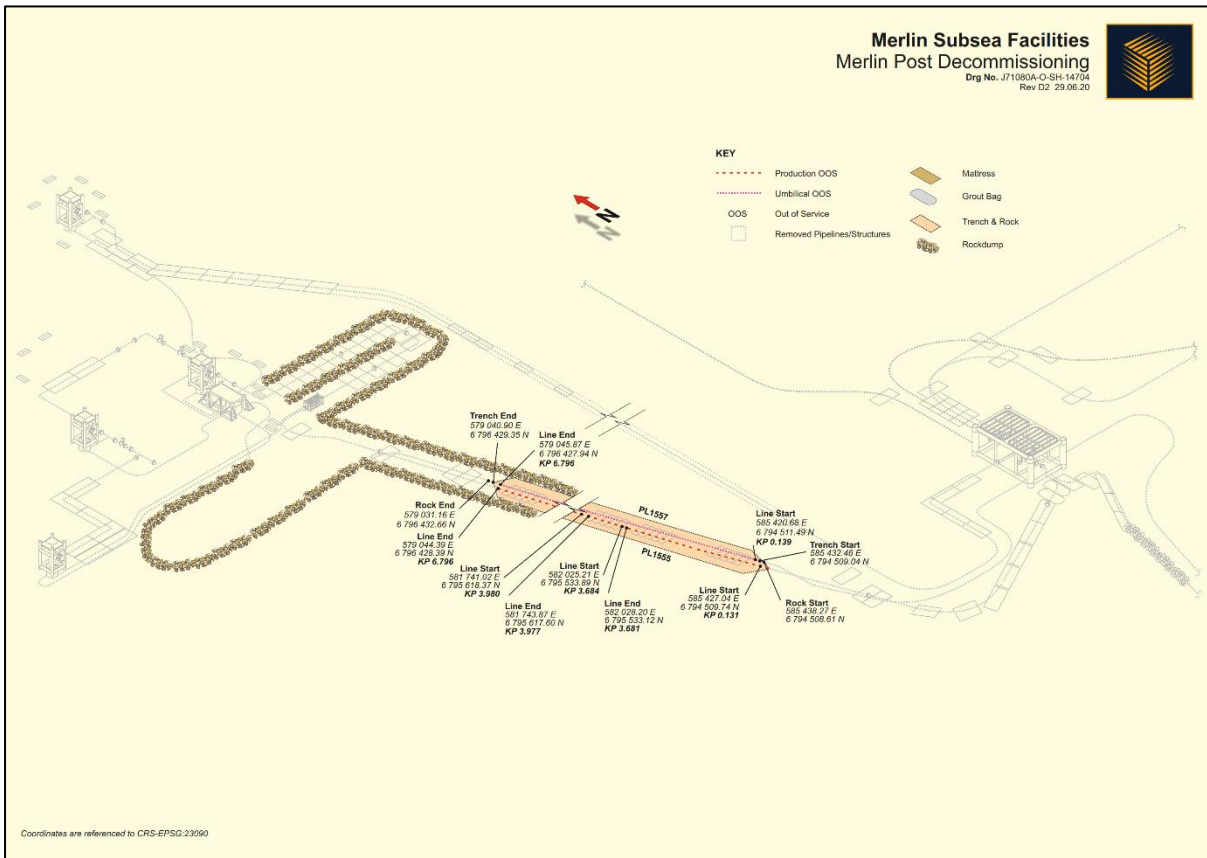 Merlin Subsea Facilities
Merlin Post Decommissioning
Drg No. J71080A-O-SH-14704
Rev D2 29.06.20
KEY
Production OOS
Umbilical OOS
OOS Out of Service
Removed Pipelines/Structures
Mattress
Grout Bag
Trench & Rock
Rockdump
N
N
Trench End
579 040.90 E
6 796 429.35 N
Line End
579 045.87 E
6 796 427.94 N
KP 6.796
Rock End
579 031.16 E
6 796 432.66 N
Line End
579 044.39 E
6 796 428.39 N
KP 6.796
Line Start
581 741.02 E
6 795 618.37 N
KP 3.980
Line End
581 743.87 E
6 795 617.60 N
KP 3.977
Line Start
582 025.21 E
6 795 533.89 N
KP 3.684
Line End
582 028.20 E
6 795 533.12 N
KP 3.681
PL1557
PL1555
Line Start
585 420.68 E
6 794 511.49 N
KP 0.139
Trench Start
585 432.46 E
6 794 509.04 N
Line Start
585 427.04 E
6 794 509.74 N
KP 0.131
Rock Start
585 438.27 E
6 794 508.61 N
Coordinates are referenced to CRS-EPSG:23090